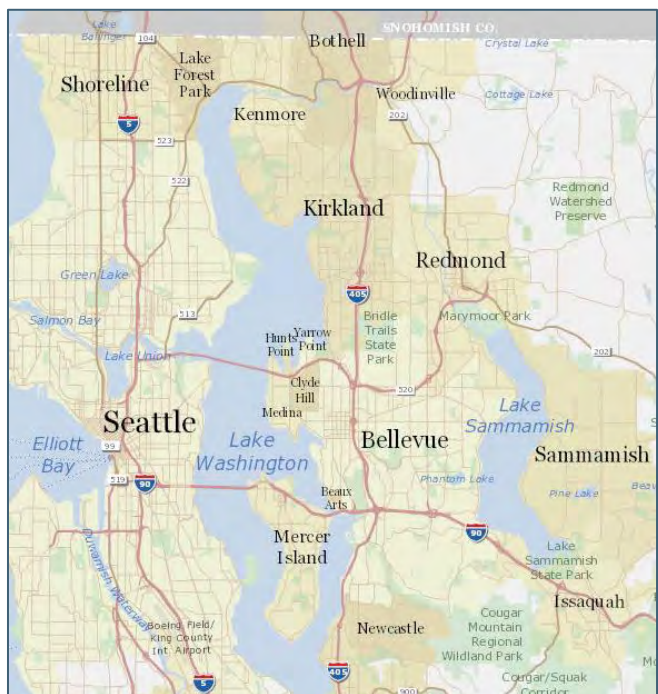 SNOHOMISH CO.
Lake
Ballinger
104
Bothell
Crystal Lake
Lake
Forest
Park
Shoreline
Woodinville
Cottage Lake
Kenmore
5
202
523
522
Redmond
Watershed
Preserve
Kirkland
Redmond
Green Lake
405
Salmon Bay
513
Bridle
Trails
State
Park
Marymoor Park
Hunts
Point
Yarrow
Point
Lake Union
202
Clyde
Hill
520
Medina
Seattle
Lake
Sammamish
Elliott
Bay
99
Lake
Washington
Bellevue
Sammamish
519
90
Phantom Lake
Beaux
Arts
Pine Lake
Mercer
Island
90
Lake
Sammamish
State Park
Duwamish Waterway
Issaquah
Boeing Field/
King County
Int. Airport
Newcastle
Cougar
Mountain
Regional
Wildland Park
5
405
900
Cougar/Squak
Corridor